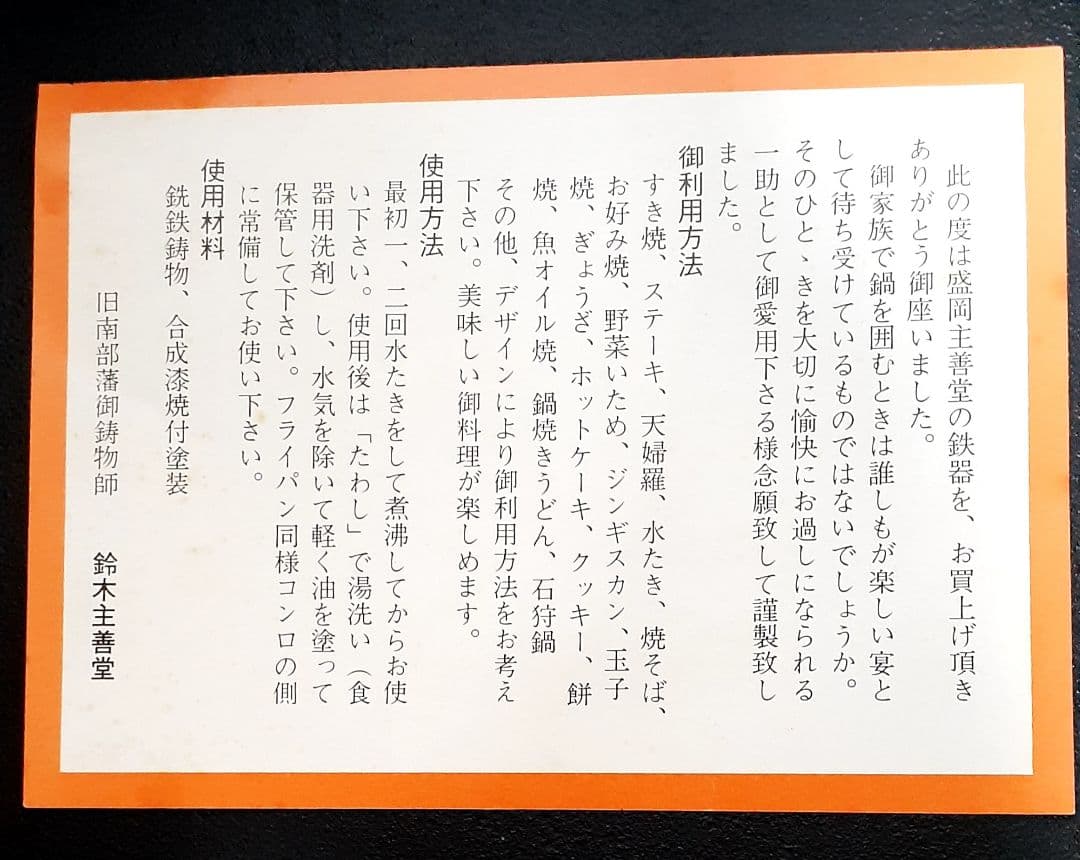 此の度は盛岡主善堂の鉄器を、お買上げ頂き
ありがとう御座いました。
御家族で鍋を囲むときは誰しもが楽しい宴と
して待ち受けているものではないでしょうか。
そのひとゝきを大切に愉快にお過しになられる
一助として御愛用下さる様念願致して謹製致し
ました。
御利用方法
すき焼、ステーキ、天婦羅、水たき、焼そば、
お好み焼、野菜いため、ジンギスカン、玉子
焼、ぎょうざ、ホットケーキ、クッキー、餅
焼、魚オイル焼、鍋焼きうどん、石狩鍋
その他、デザインにより御利用方法をお考え
下さい。美味しい御料理が楽しめます。
使用方法
最初一、二回水たきをして煮沸してからお使
い下さい。使用後は「たわし」で湯洗い（食
器用洗剤）し、水気を除いて軽く油を塗って
保管して下さい。フライパン同様コンロの側
に常備してお使い下さい。
使用材料
銑鉄鋳物、合成漆焼付塗装
旧南部藩御鋳物師　鈴木主善堂